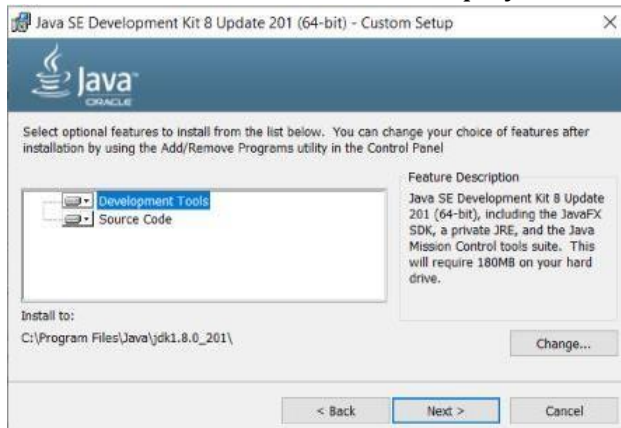 Java SE Development Kit 8 Update 201 (64-bit) - Custom Setup
Java
ORACLE
Select optional features to install from the list below. You can change your choice of features after
installation by using the Add/Remove Programs utility in the Control Panel
Development Tools
Source Code
Feature Description
Java SE Development Kit 8 Update
201 (64-bit), including the JavaFX
SDK, a private JRE, and the Java
Mission Control tools suite. This
will require 180MB on your hard
drive.
Install to:
C:\Program Files\Java\jdk1.8.0_201\
Change...
< Back
Next >
Cancel